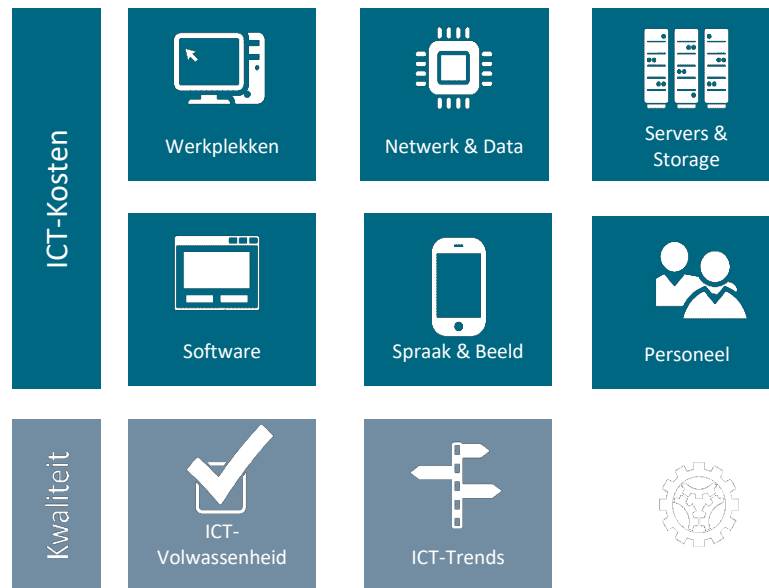 ICT-Kosten
Werkplekken
Netwerk & Data
Servers &
Storage
Software
Spraak & Beeld
Personeel
Kwaliteit
ICT-
Volwassenheid
ICT-Trends